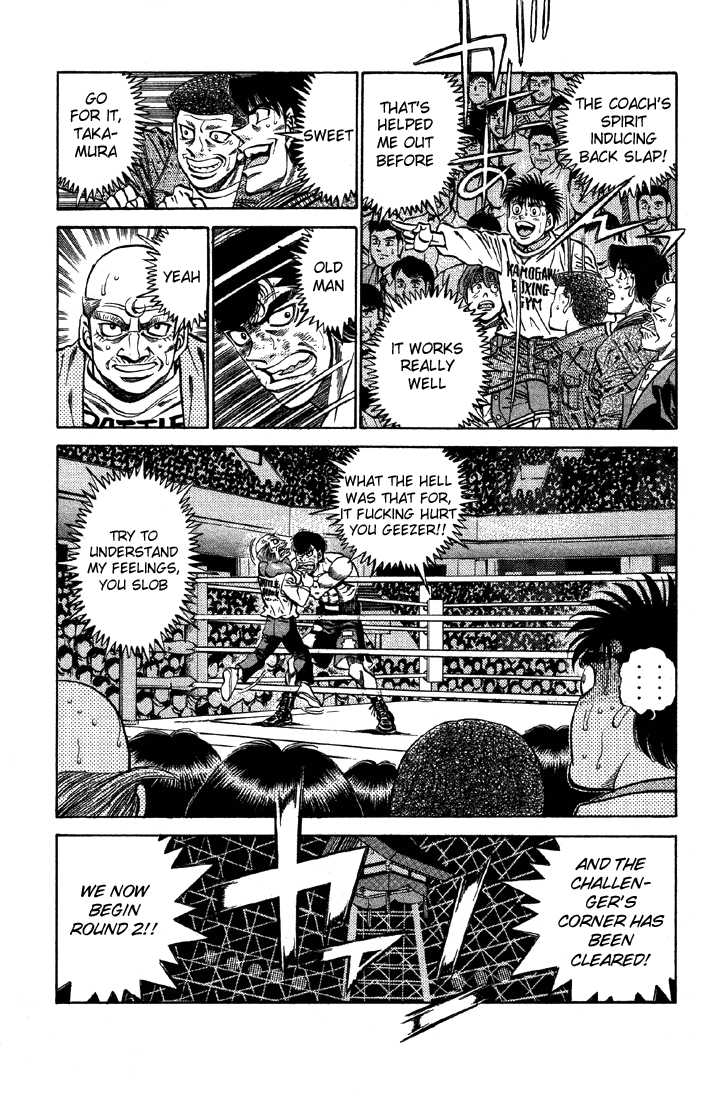 THE COACH'S
SPIRIT
INDUCING
BACK SLAP!
THAT'S
HELPED
ME OUT
BEFORE
KAMOGAWA
BOXING
GYM
IT WORKS
REALLY
WELL
SWEET
GO
FOR IT,
TAKA-
MURA
OLD
MAN
YEAH
BATTLE
WHAT THE HELL
WAS THAT FOR,
IT FUCKING HURT
YOU GEEZER!!
TRY TO
UNDERSTAND
MY FEELINGS,
YOU SLOB
AND THE
CHALLEN-
GER'S
CORNER HAS
BEEN
CLEARED!
WE NOW
BEGIN
ROUND 2!!